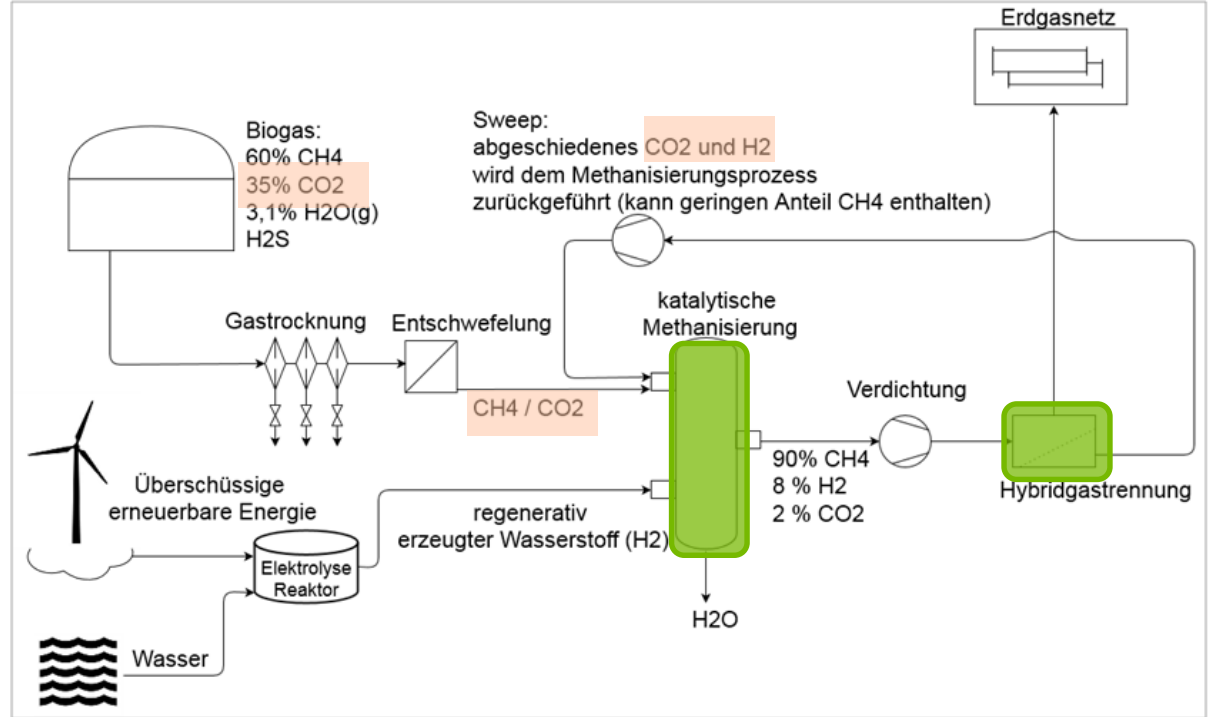 Erdgasnetz
Biogas:
60% CH4
35% CO2
3,1% H2O(g)
H2S
Sweep:
abgeschiedenes CO2 und H2
wird dem Methanisierungsprozess
zurückgeführt (kann geringen Anteil CH4 enthalten)
Gastrocknung
Entschwefelung
katalytische
Methanisierung
CH4 / CO2
Verdichtung
90% CH4
8 % H2
2 % CO2
Hybridgastrennung
Überschüssige
erneuerbare Energie
regenerativ
erzeugter Wasserstoff (H2)
Elektrolyse
Reaktor
H2O
Wasser